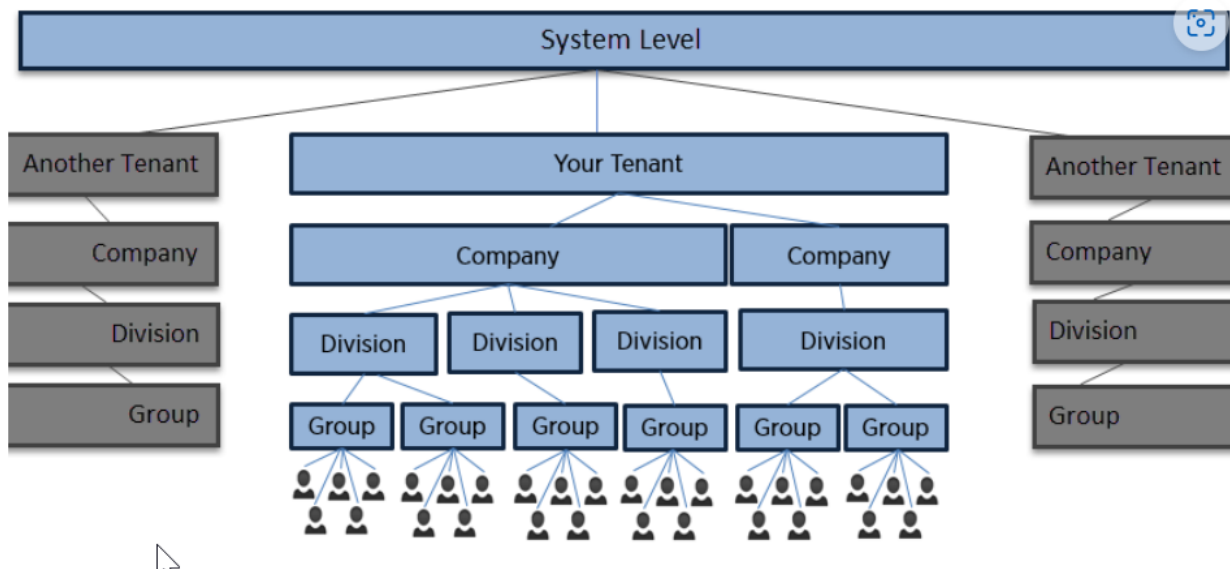 System Level
Another Tenant
Your Tenant
Another Tenant
Company
Company
Company
Company
Division
Division
Division
Division
Division
Division
Group
Group
Group
Group
Group
Group
Group
Group